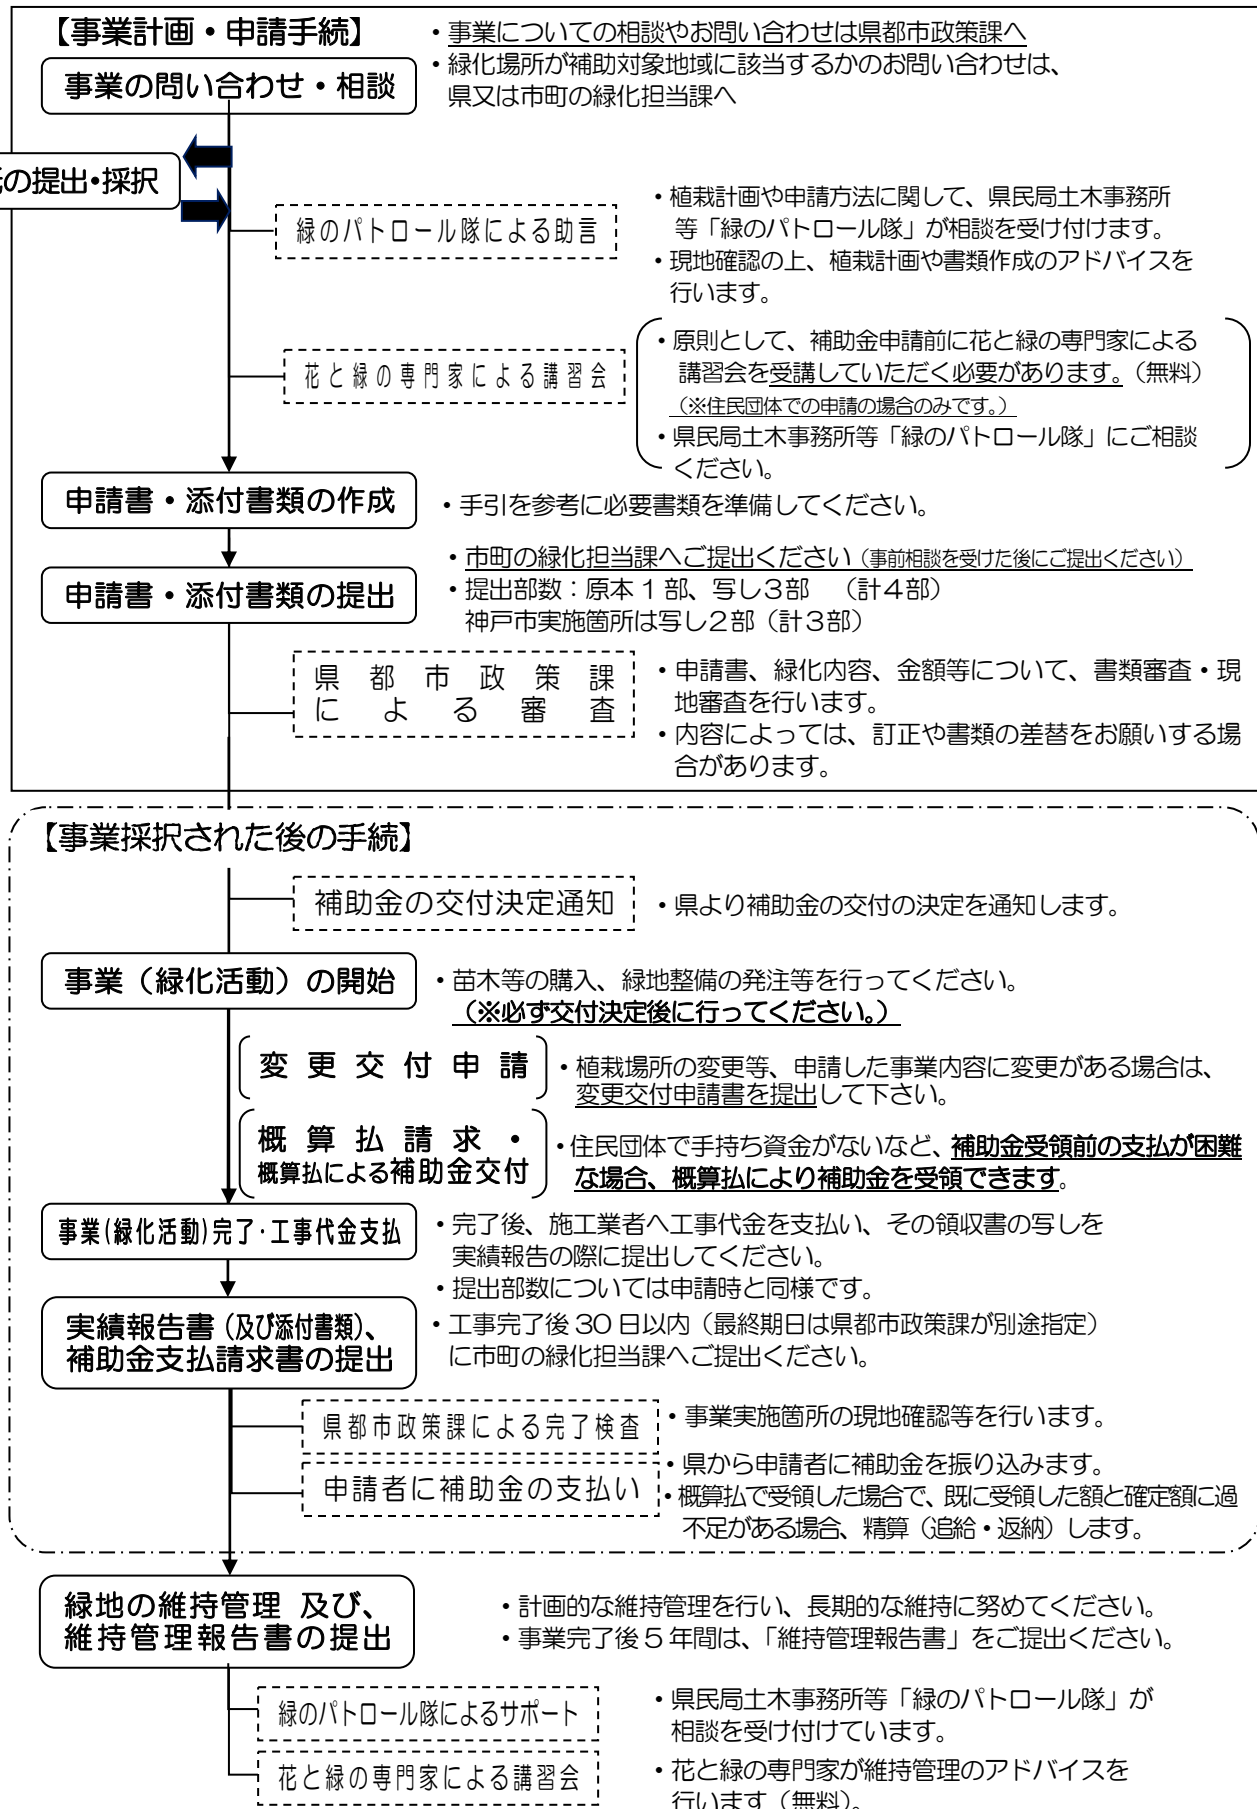 【事業計画・申請手続】
・事業についての相談やお問い合わせは県都市政策課へ
事業の問い合わせ・相談
・緑化場所が補助対象地域に該当するかのお問い合わせは、
県又は市町の緑化担当課へ
の提出・採択
緑のパトロール隊による助言
・植栽計画や申請方法に関して、県民局土木事務所
等「緑のパトロール隊」が相談を受け付けます。
・現地確認の上、植栽計画や書類作成のアドバイスを
行います。
花と緑の専門家による講習会
・原則として、補助金申請前に花と緑の専門家による
講習会を受講していただく必要があります。（無料）
（※住民団体での申請の場合のみです。）
・県民局土木事務所等「緑のパトロール隊」にご相談
ください。
申請書・添付書類の作成
・手引を参考に必要書類を準備してください。
申請書・添付書類の提出
・市町の緑化担当課へご提出ください（事前相談を受けた後にご提出ください）
・提出部数：原本１部、写し３部　（計４部）
神戸市実施箇所は写し２部（計３部）
県都市政策課
による審査
・申請書、緑化内容、金額等について、書類審査・現
地審査を行います。
・内容によっては、訂正や書類の差替をお願いする場
合があります。
【事業採択された後の手続】
補助金の交付決定通知
・県より補助金の交付の決定を通知します。
事業（緑化活動）の開始
・苗木等の購入、緑地整備の発注等を行ってください。
（※必ず交付決定後に行ってください。）
変更交付申請
・植栽場所の変更等、申請した事業内容に変更がある場合は、
変更交付申請書を提出して下さい。
概算払請求・
概算払による補助金交付
・住民団体で手持ち資金がないなど、補助金受領前の支払が困難
な場合、概算払により補助金を受領できます。
事業(緑化活動)完了・工事代金支払
・完了後、施工業者へ工事代金を支払い、その領収書の写しを
実績報告の際に提出してください。
・提出部数については申請時と同様です。
実績報告書（及び添付書類）、
補助金支払請求書の提出
・工事完了後 30 日以内（最終期日は県都市政策課が別途指定）
に市町の緑化担当課へご提出ください。
県都市政策課による完了検査
・事業実施箇所の現地確認等を行います。
申請者に補助金の支払い
・県から申請者に補助金を振り込みます。
・概算払で受領した場合で、既に受領した額と確定額に過
不足がある場合、精算（追給・返納）します。
緑地の維持管理 及び、
維持管理報告書の提出
・計画的な維持管理を行い、長期的な維持に努めてください。
・事業完了後５年間は、「維持管理報告書」をご提出ください。
緑のパトロール隊によるサポート
・県民局土木事務所等「緑のパトロール隊」が
相談を受け付けています。
花と緑の専門家による講習会
・花と緑の専門家が維持管理のアドバイスを
行います（無料）。